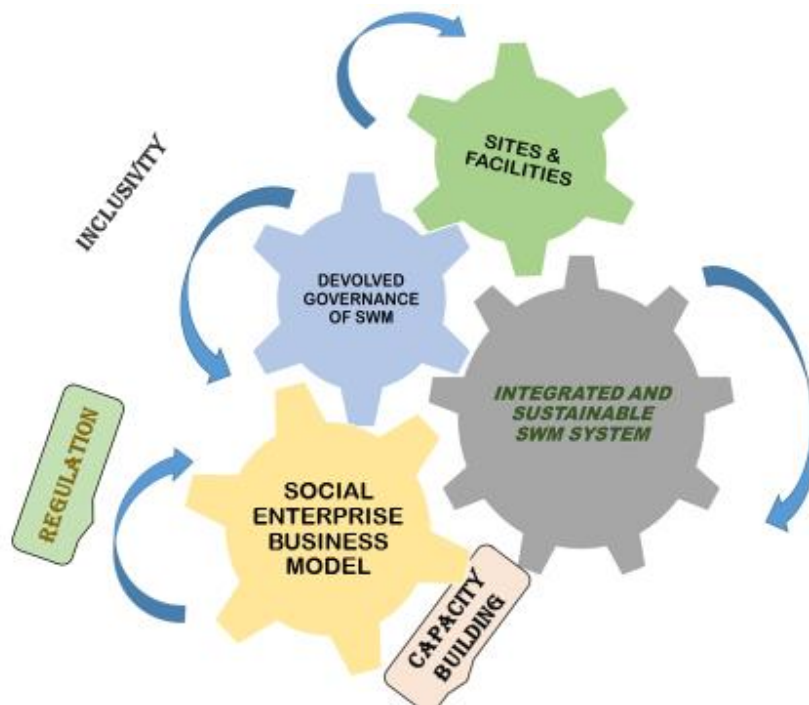 SITES &
FACILITIES
INCLUSIVITY
DEVOLVED
GOVERNANCE
OF SWM
INTEGRATED AND
SUSTAINABLE
SWM SYSTEM
REGULATION
SOCIAL
ENTERPRISE
BUSINESS
MODEL
CAPACITY
BUILDING